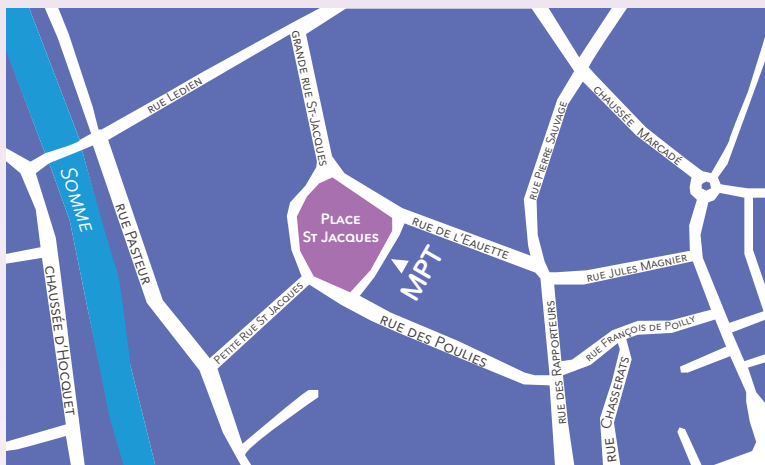 Rue Ledien
Grande rue St-Jacques
Chaussée Marcadé
Rue Pierre Sauvage
Somme
Rue Pasteur
Place
St Jacques
Rue de l'Eauette
MPT
Rue Jules Magnier
Chaussée d'Hocquet
Petite Rue St Jacques
Rue des Poulies
Rue des Rapporteurs
Rue François de Poilly
Rue Chasserats